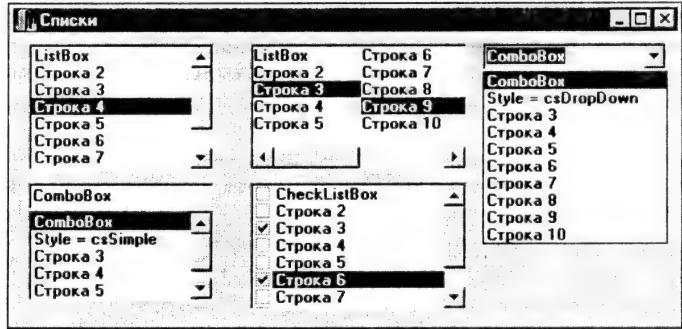 Списки
ListBox
Строка 2
Строка 3
Строка 4
Строка 5
Строка 6
Строка 7
ListBox
Строка 2
Строка 3
Строка 4
Строка 5
Строка 6
Строка 7
Строка 8
Строка 9
Строка 10
ComboBox
ComboBox
Style = csDropDown
Строка 3
Строка 4
Строка 5
Строка 6
Строка 7
Строка 8
Строка 9
Строка 10
ComboBox
ComboBox
Style = csSimple
Строка 3
Строка 4
Строка 5
CheckListBox
Строка 2
Строка 3
Строка 4
Строка 5
Строка 6
Строка 7